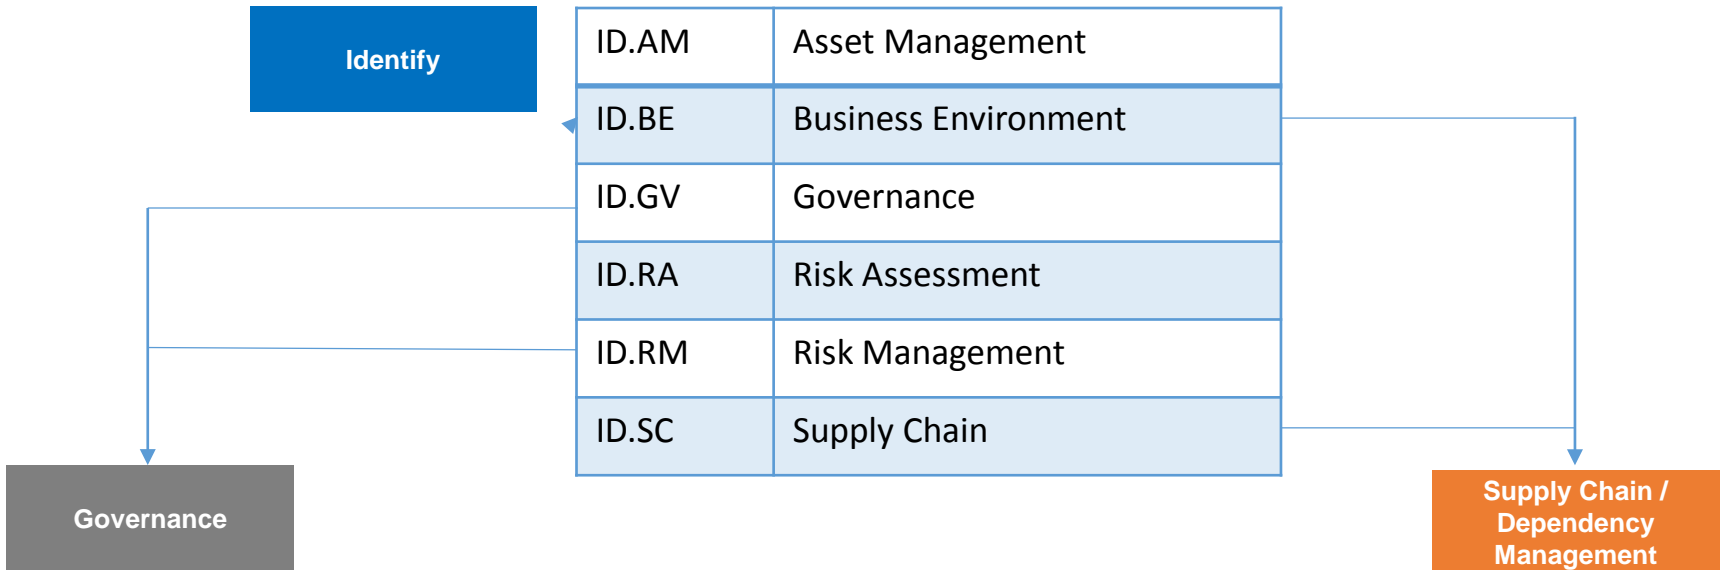 Identify
ID.AM Asset Management
ID.BE Business Environment
ID.GV Governance
ID.RA Risk Assessment
ID.RM Risk Management
ID.SC Supply Chain
Governance
Supply Chain /
Dependency
Management